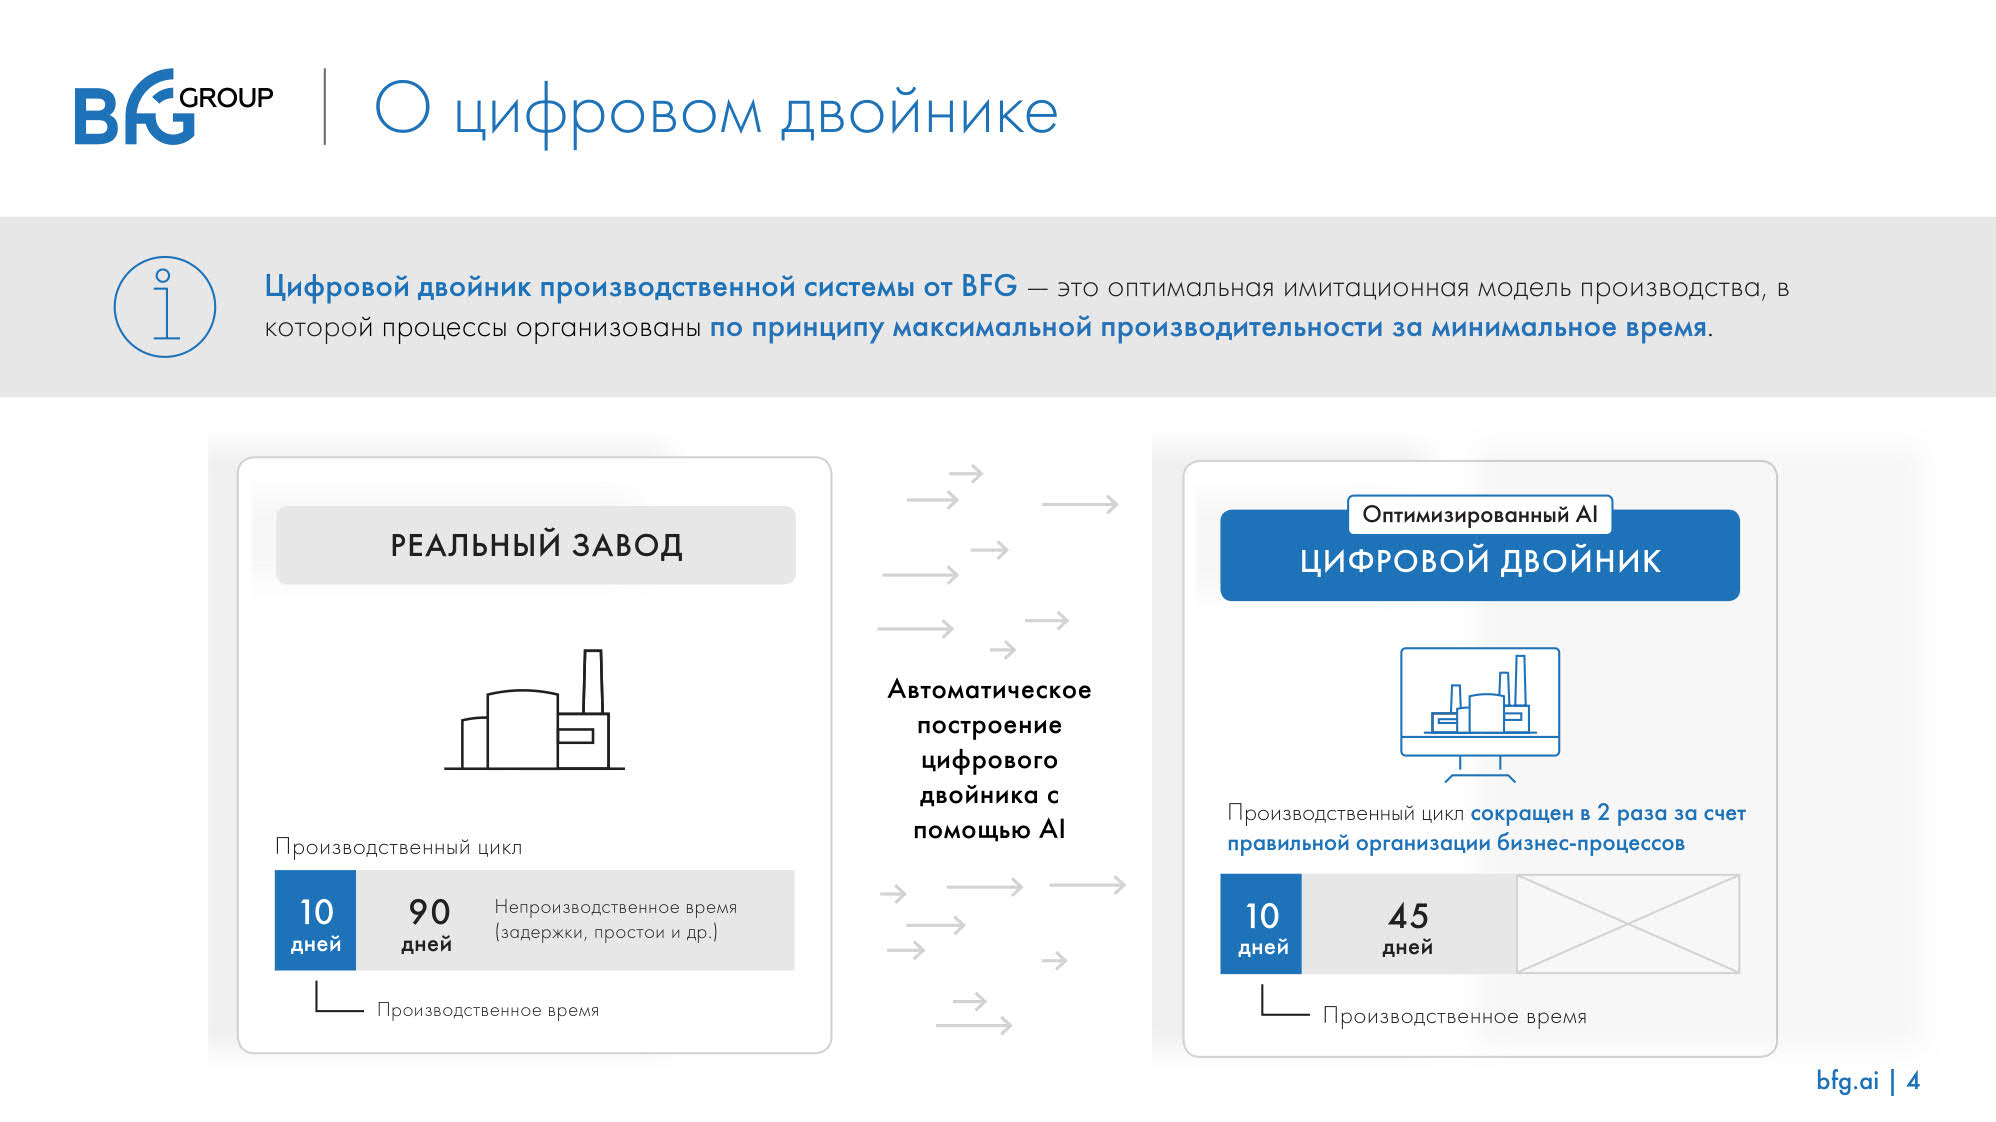 BFG GROUP
О цифровом двойнике
Цифровой двойник производственной системы от BFG — это оптимальная имитационная модель производства, в
которой процессы организованы по принципу максимальной производительности за минимальное время.
РЕАЛЬНЫЙ ЗАВОД
Производственный цикл
10
дней
90
дней
Непроизводственное время
(задержки, простои и др.)
Производственное время
Автоматическое
построение
цифрового
двойника с
помощью AI
Оптимизированный AI
ЦИФРОВОЙ ДВОЙНИК
Производственный цикл сокращен в 2 раза за счет
правильной организации бизнес-процессов
10
дней
45
дней
Производственное время
bfg.ai | 4